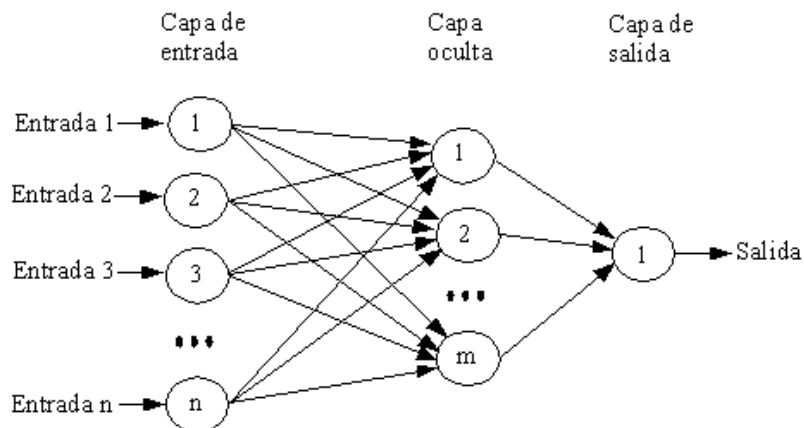 Capa de
entrada
Capa
oculta
Capa de
salida
Entrada 1
1
Entrada 2
2
Entrada 3
3
...
Entrada n
n
1
2
...
m
1
Salida